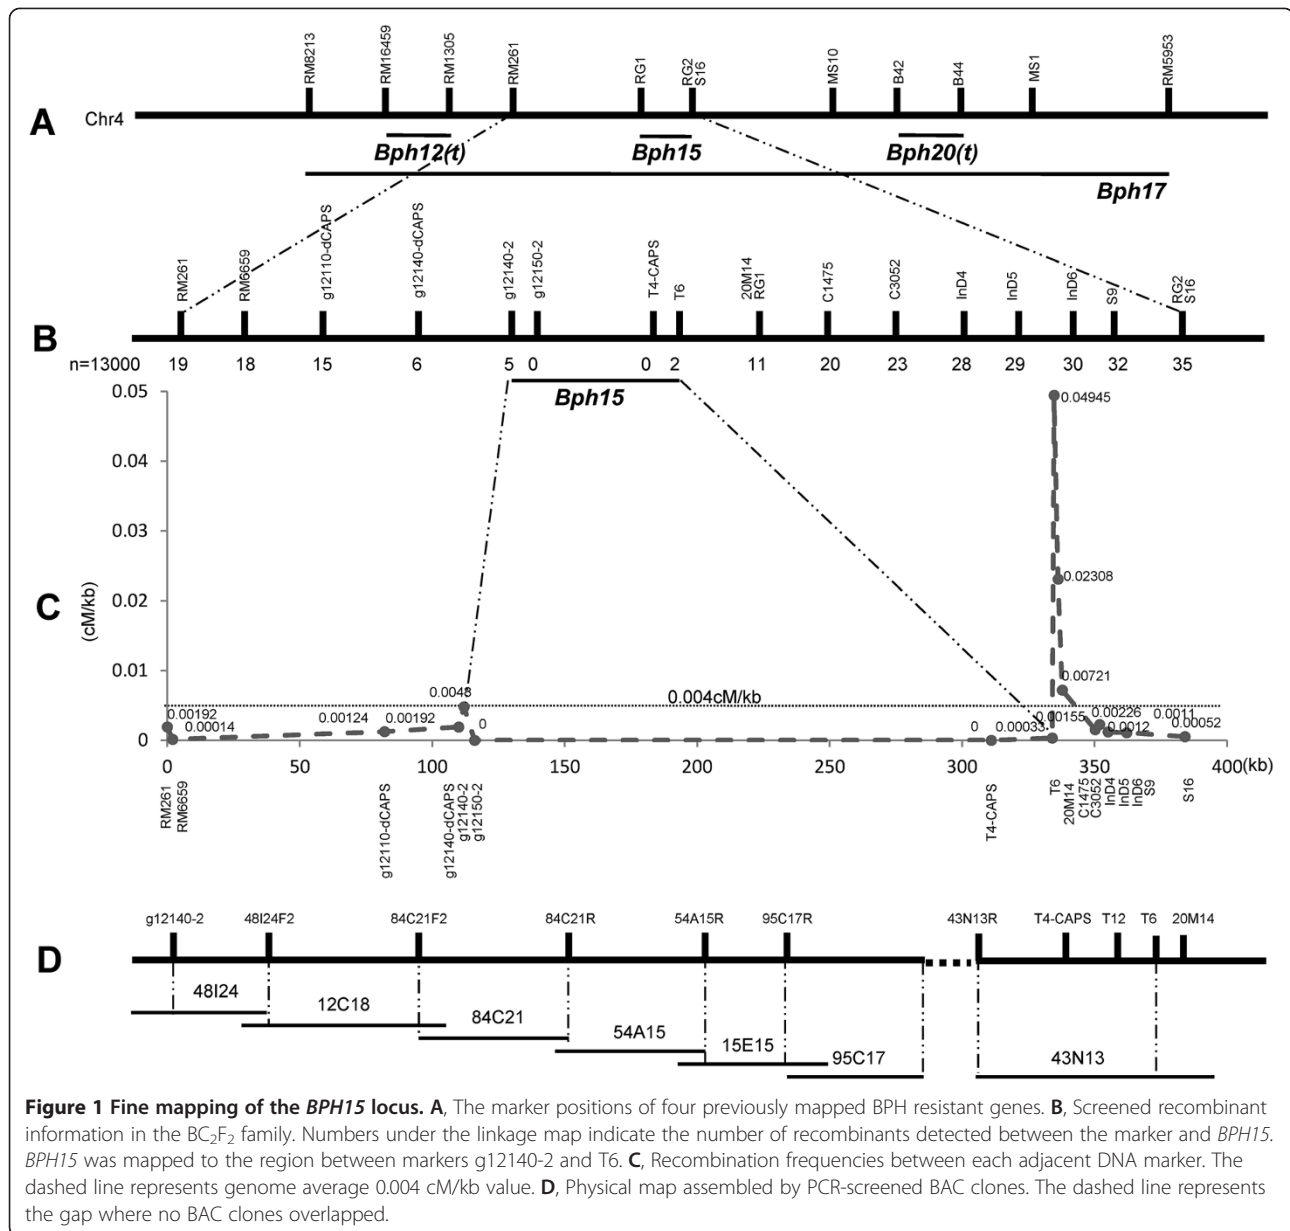 RM8213 RM16459 RM1305 RM261 RG1 RG2 S16 MS10 B42 B44 MS1 RM5953
A Chr4
Bph12(t) Bph15 Bph20(t)
Bph17
RM261 RM6659 g12110-dCAPS g12140-dCAPS g12140-2 g12150-2 T4-CAPS T6 20M14 RG1 C1475 C3052 InD4 InD5 InD6 S9 RG2 S16
B
n=13000 19 18 15 6 5 0 0 2 11 20 23 28 29 30 32 35
Bph15
C
(cM/kb)
0.05
0.04
0.03
0.02
0.01
0
0.04945
0.02308
0.00721
0.004cM/kb
0.00192 0.00014 0.00124 0.00192 0.0048 0 0 0.00033 0.00155 0.00226 0.0012 0.0011 0.00052
0 50 100 150 200 250 300 350 400(kb)
RM261 RM6659 g12110-dCAPS g12140-dCAPS g12140-2 g12150-2 T4-CAPS T6 20M14 C1475 C3052 InD4 InD5 InD6 S9 S16
g12140-2 48I24F2 84C21F2 84C21R 54A15R 95C17R 43N13R T4-CAPS T12 T6 20M14
D
48I24
12C18
84C21
54A15
15E15
95C17
43N13
Figure 1 Fine mapping of the BPH15 locus. A, The marker positions of four previously mapped BPH resistant genes. B, Screened recombinant
information in the BC₂F₂ family. Numbers under the linkage map indicate the number of recombinants detected between the marker and BPH15.
BPH15 was mapped to the region between markers g12140-2 and T6. C, Recombination frequencies between each adjacent DNA marker. The
dashed line represents genome average 0.004 cM/kb value. D, Physical map assembled by PCR-screened BAC clones. The dashed line represents
the gap where no BAC clones overlapped.